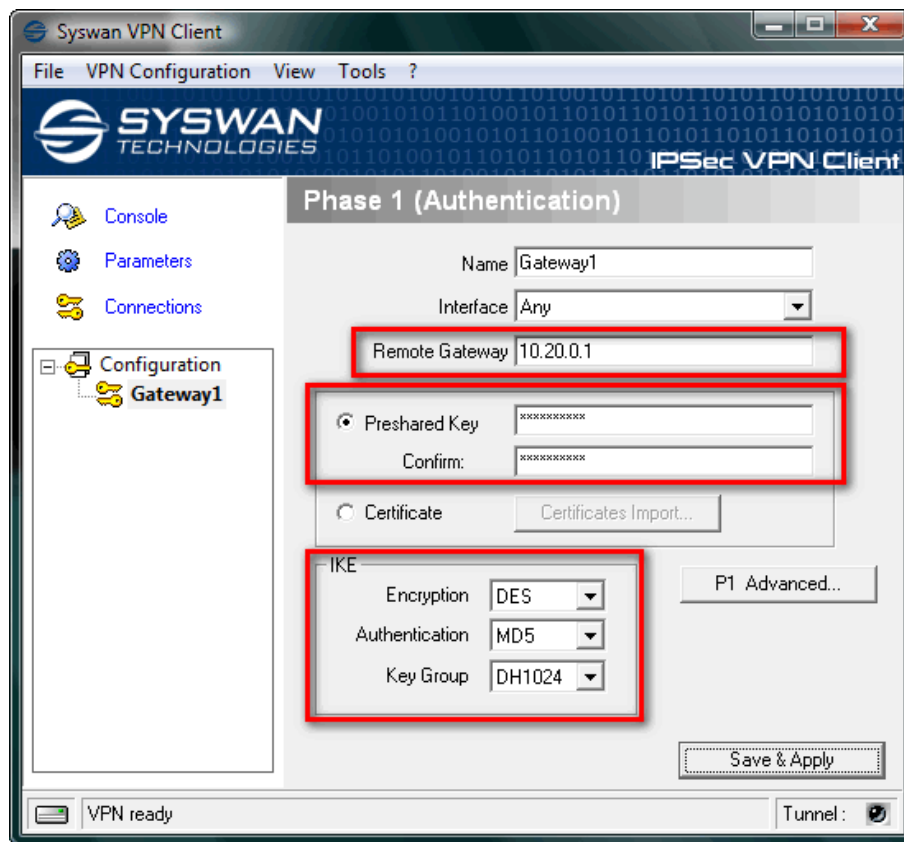 Syswan VPN Client
File VPN Configuration View Tools ?
SYSWAN
TECHNOLOGIES
IPSec VPN Client
Console
Parameters
Connections
Configuration
Gateway1
Phase 1 (Authentication)
Name Gateway1
Interface Any
Remote Gateway 10.20.0.1
Preshared Key **********
Confirm: **********
Certificate Certificates Import...
IKE
Encryption DES
Authentication MD5
Key Group DH1024
P1 Advanced...
Save & Apply
VPN ready Tunnel :